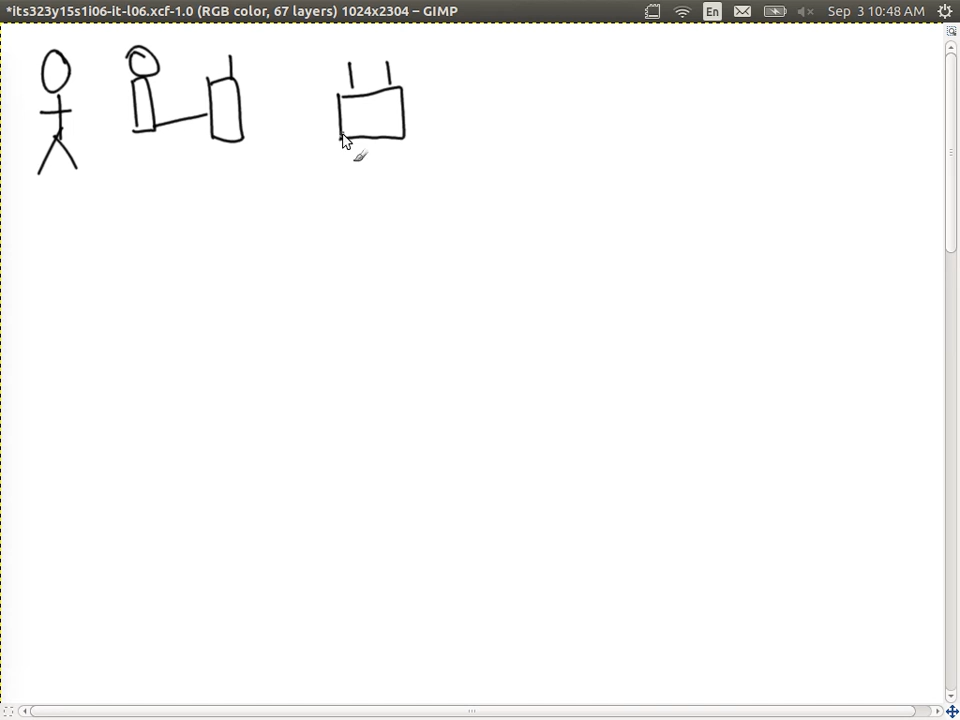 *its323y15s1i06-it-l06.xcf-1.0 (RGB color, 67 layers) 1024x2304 – GIMP En Sep 3 10:48 AM